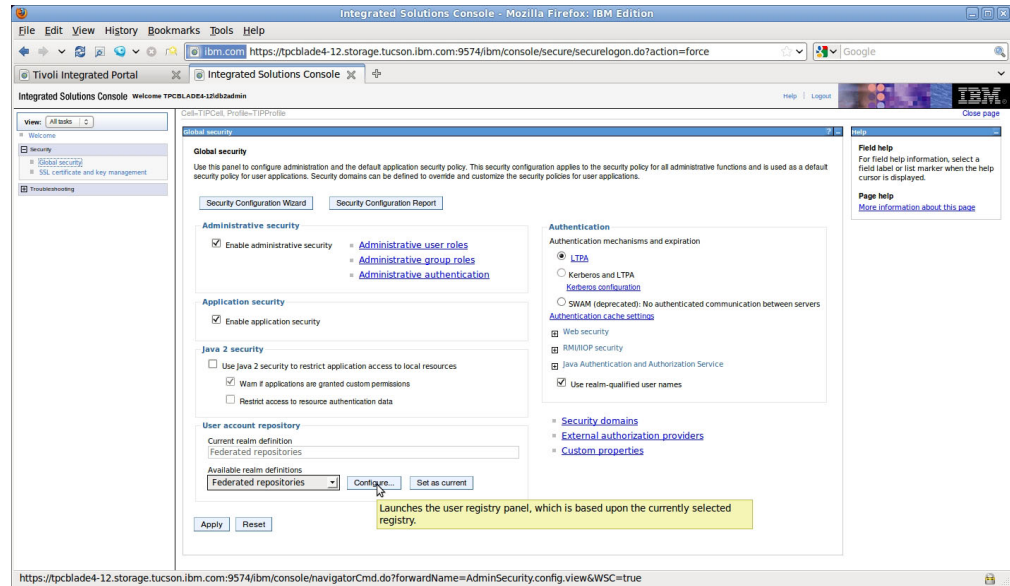 Integrated Solutions Console - Mozilla Firefox: IBM Edition
File Edit View History Bookmarks Tools Help
ibm.com https://tpcblade4-12.storage.tucson.ibm.com:9574/ibm/console/secure/securelogon.do?action=force
Google
Tivoli Integrated Portal
Integrated Solutions Console
Integrated Solutions Console Welcome TPCBLADE4-12\db2admin
Help | Logout
IBM.
View: All tasks
Welcome
Security
Global security
SSL certificate and key management
Troubleshooting
Cell=TIPCell, Profile=TIPProfile
Close page
Global security
? -
Global security
Use this panel to configure administration and the default application security policy. This security configuration applies to the security policy for all administrative functions and is used as a default
security policy for user applications. Security domains can be defined to override and customize the security policies for user applications.
Security Configuration Wizard
Security Configuration Report
Administrative security
Enable administrative security
Administrative user roles
Administrative group roles
Administrative authentication
Application security
Enable application security
Java 2 security
Use Java 2 security to restrict application access to local resources
Warn if applications are granted custom permissions
Restrict access to resource authentication data
User account repository
Current realm definition
Federated repositories
Available realm definitions
Federated repositories
Configure...
Set as current
Launches the user registry panel, which is based upon the currently selected
registry.
Apply
Reset
Authentication
Authentication mechanisms and expiration
LTPA
Kerberos and LTPA
Kerberos configuration
SWAM (deprecated): No authenticated communication between servers
Authentication cache settings
Web security
RMI/IIOP security
Java Authentication and Authorization Service
Use realm-qualified user names
Security domains
External authorization providers
Custom properties
Help
Field help
For field help information, select a
field label or list marker when the help
cursor is displayed.
Page help
More information about this page
https://tpcblade4-12.storage.tucson.ibm.com:9574/ibm/console/navigatorCmd.do?forwardName=AdminSecurity.config.view&WSC=true